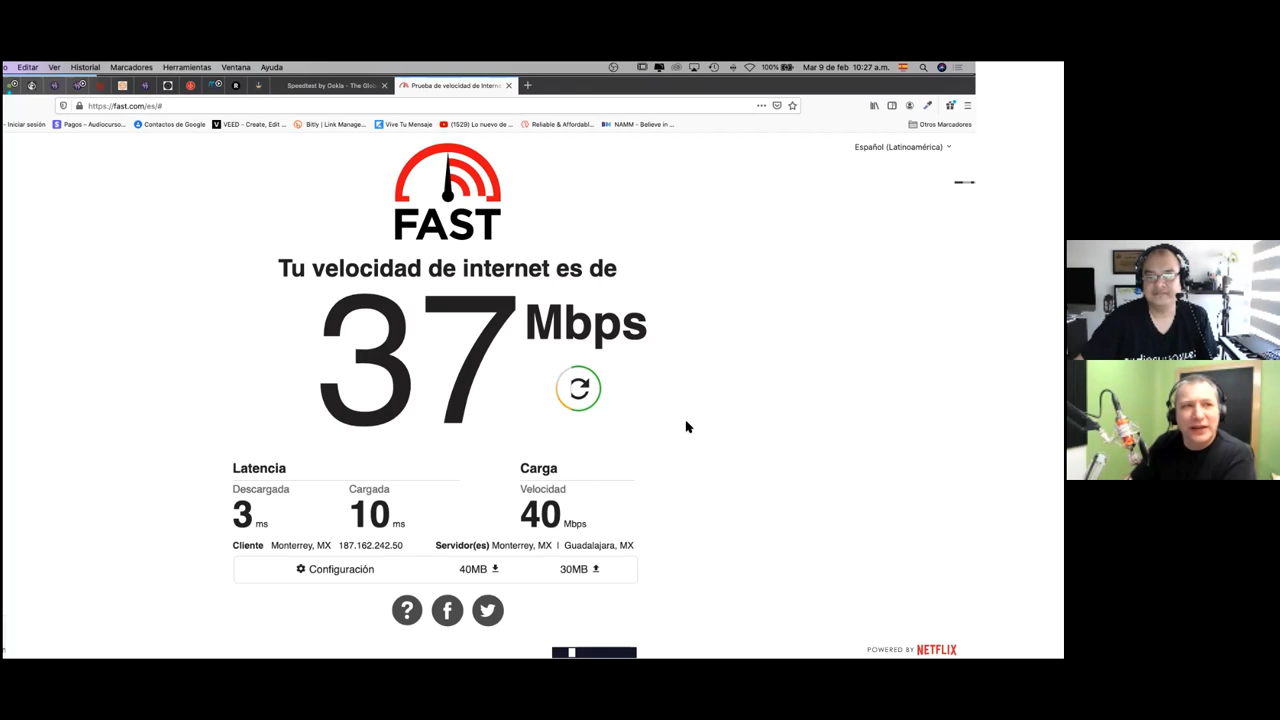 Editar Ver Historial Marcadores Herramientas Ventana Ayuda 100% Mar 9 de feb 10:27 a.m.
Speedtest by Ookla - The Glob Prueba de velocidad de Intern
https://fast.com/es/#
Iniciar sesión Pagos – Audiocurso... Contactos de Google VEED - Create, Edit ... Bitly | Link Manage... Vive Tu Mensaje (1529) Lo nuevo de ... Reliable & Affordabl... NAMM - Believe in ... Otros Marcadores
Español (Latinoamérica)
FAST
Tu velocidad de internet es de
37 Mbps
Latencia Carga
Descargada Cargada Velocidad
3 ms 10 ms 40 Mbps
Cliente Monterrey, MX 187.162.242.50 Servidor(es) Monterrey, MX | Guadalajara, MX
Configuración 40MB 30MB
POWERED BY NETFLIX